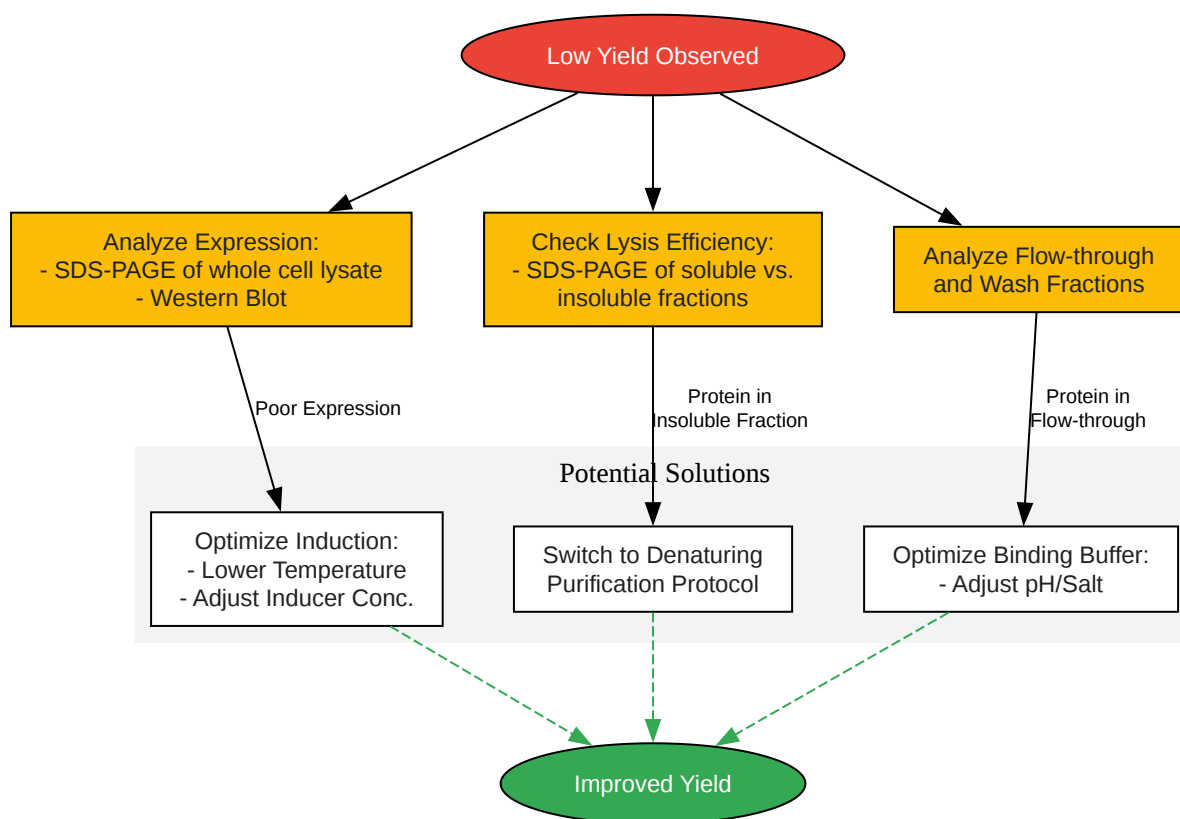 Low Yield Observed
Analyze Expression:
- SDS-PAGE of whole cell lysate
- Western Blot
Check Lysis Efficiency:
- SDS-PAGE of soluble vs.
insoluble fractions
Analyze Flow-through
and Wash Fractions
Poor Expression
Protein in
Insoluble Fraction
Protein in
Flow-through
Potential Solutions
Optimize Induction:
- Lower Temperature
- Adjust Inducer Conc.
Switch to Denaturing
Purification Protocol
Optimize Binding Buffer:
- Adjust pH/Salt
Improved Yield